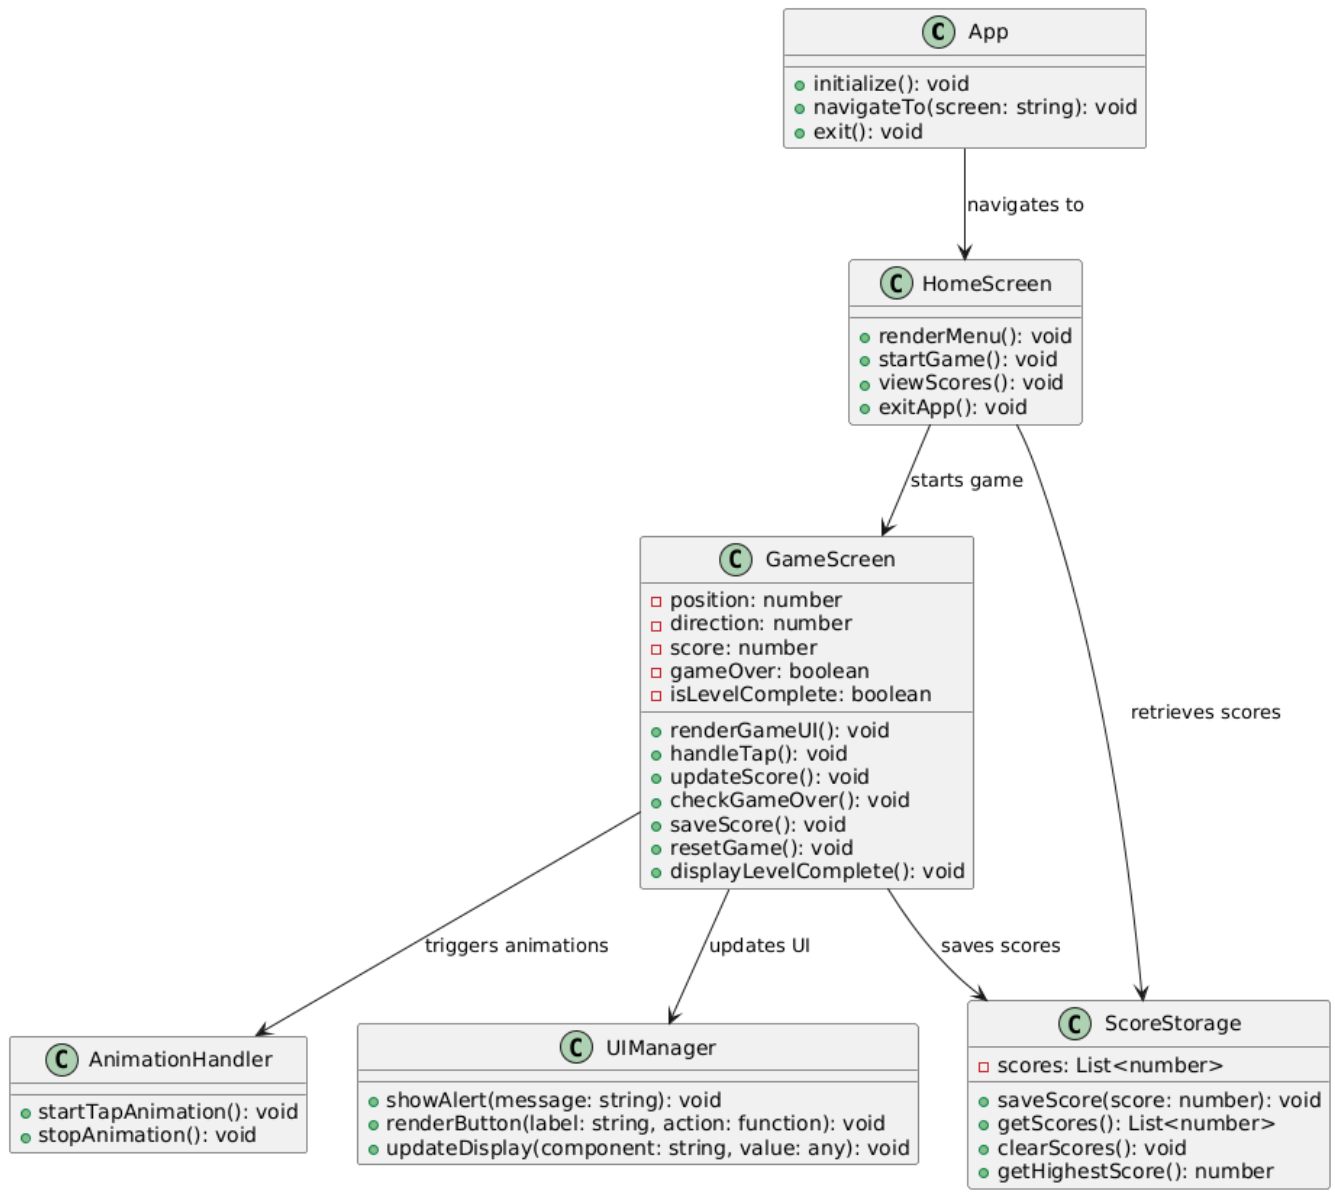 C App
initialize(): void
navigateTo(screen: string): void
exit(): void
navigates to
C HomeScreen
renderMenu(): void
startGame(): void
viewScores(): void
exitApp(): void
starts game
retrieves scores
C GameScreen
position: number
direction: number
score: number
gameOver: boolean
isLevelComplete: boolean
renderGameUI(): void
handleTap(): void
updateScore(): void
checkGameOver(): void
saveScore(): void
resetGame(): void
displayLevelComplete(): void
triggers animations
updates UI
saves scores
C AnimationHandler
startTapAnimation(): void
stopAnimation(): void
C UIManager
showAlert(message: string): void
renderButton(label: string, action: function): void
updateDisplay(component: string, value: any): void
C ScoreStorage
scores: List<number>
saveScore(score: number): void
getScores(): List<number>
clearScores(): void
getHighestScore(): number